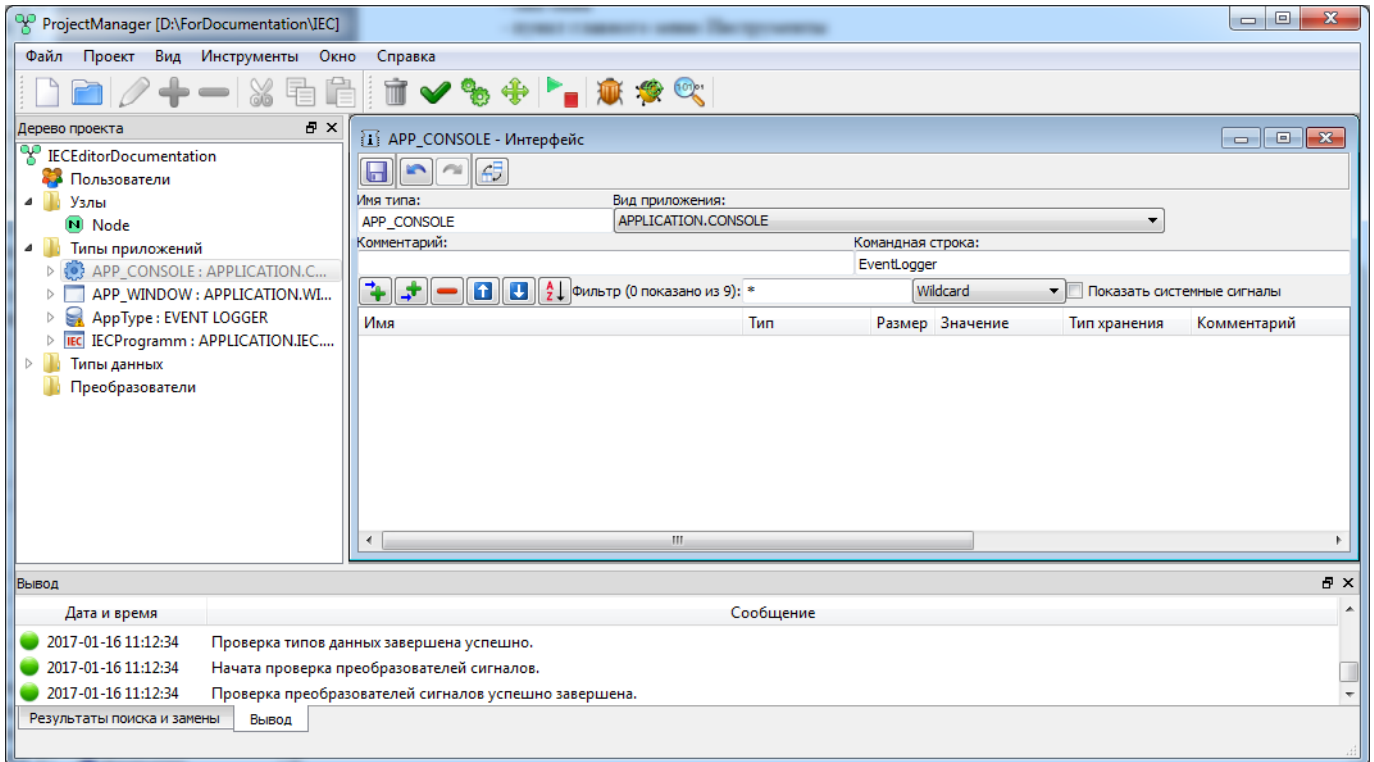 ProjectManager [D:\ForDocumentation\IEC]
Файл Проект Вид Инструменты Окно Справка
Дерево проекта
IECEditorDocumentation
Пользователи
Узлы
Node
Типы приложений
APP_CONSOLE : APPLICATION.C...
APP_WINDOW : APPLICATION.WI...
AppType : EVENT LOGGER
IECProgramm : APPLICATION.IEC....
Типы данных
Преобразователи
APP_CONSOLE - Интерфейс
Имя типа: Вид приложения:
APP_CONSOLE APPLICATION.CONSOLE
Комментарий: Командная строка:
EventLogger
Фильтр (0 показано из 9): * Wildcard Показать системные сигналы
Имя Тип Размер Значение Тип хранения Комментарий
Вывод
Дата и время Сообщение
2017-01-16 11:12:34 Проверка типов данных завершена успешно.
2017-01-16 11:12:34 Начата проверка преобразователей сигналов.
2017-01-16 11:12:34 Проверка преобразователей сигналов успешно завершена.
Результаты поиска и замены Вывод